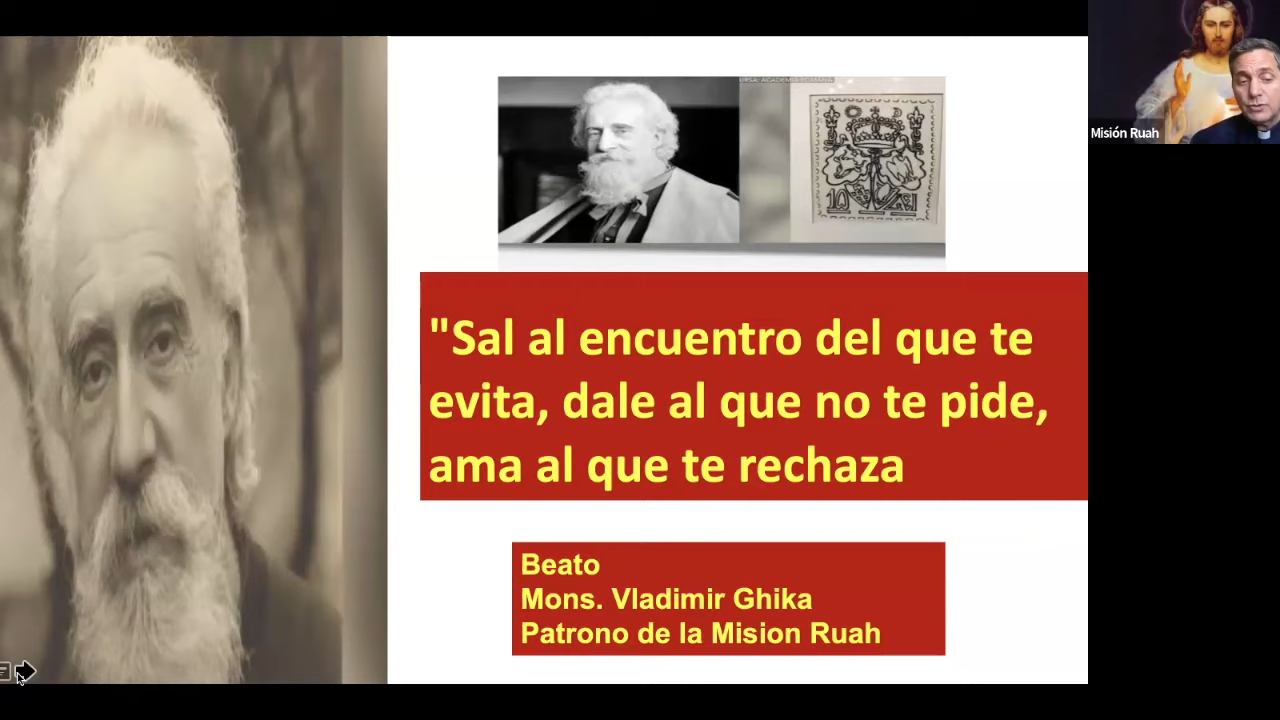 Misión Ruah
"Sal al encuentro del que te
evita, dale al que no te pide,
ama al que te rechaza
Beato
Mons. Vladimir Ghika
Patrono de la Mision Ruah